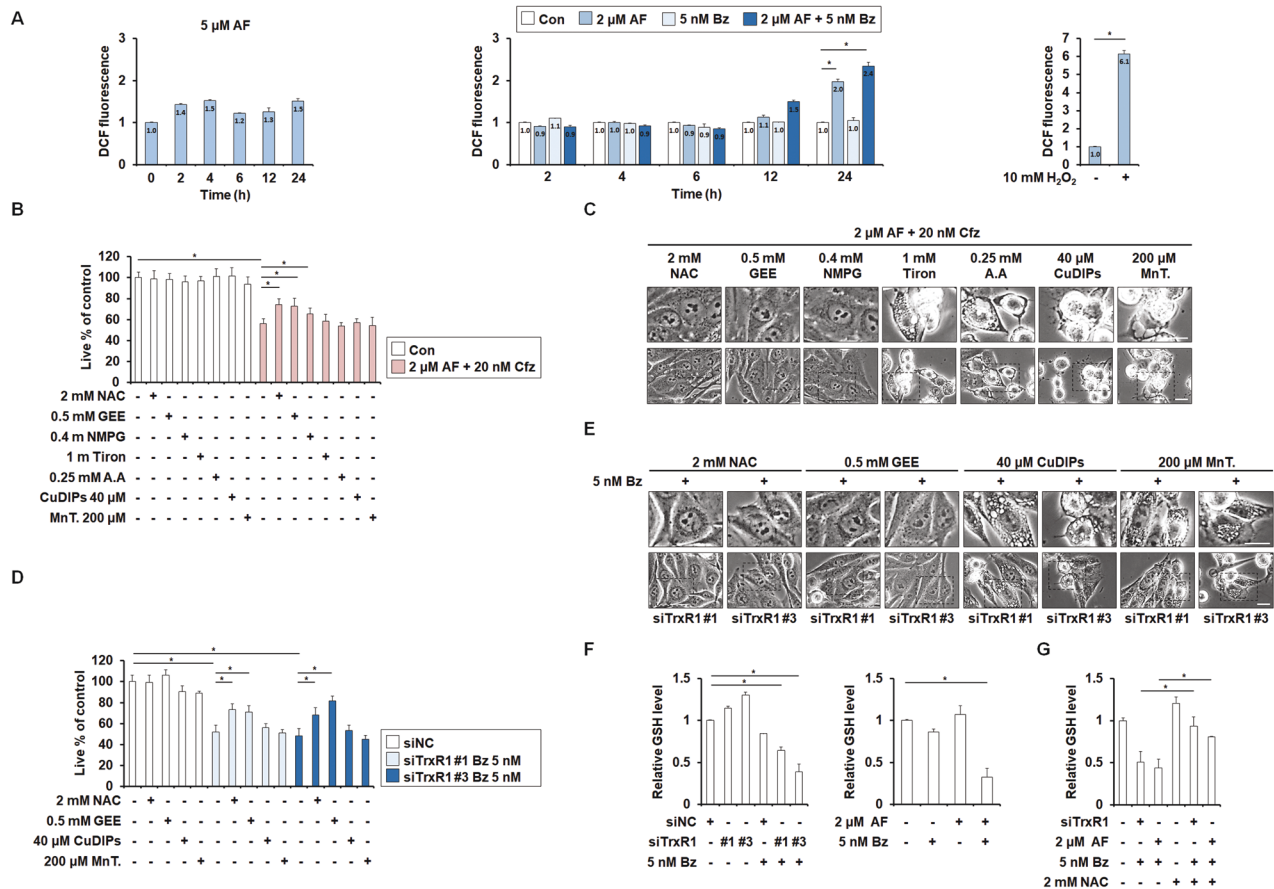 A
5 µM AF
DCF fluorescence
3
2
1
0
1.0
1.4
1.5
1.2
1.3
1.5
0 2 4 6 12 24
Time (h)
Con 2 µM AF 5 nM Bz 2 µM AF + 5 nM Bz
DCF fluorescence
3
2
1
0
* *
1.0 0.9 1.1 0.9
1.0 1.0 1.0 0.9
1.0 0.9 0.9 0.9
1.0 1.1 1.0 1.5
1.0 2.0 1.0 2.4
2 4 6 12 24
Time (h)
DCF fluorescence
7
6
5
4
3
2
1
0
*
1.0 6.1
10 mM H₂O₂ - +
B
Live % of control
120
100
80
60
40
20
0
* * * *
Con
2 µM AF + 20 nM Cfz
2 mM NAC - + - - - - - - - + - - - - - -
0.5 mM GEE - - + - - - - - - - + - - - - -
0.4 m NMPG - - - + - - - - - - - + - - - -
1 m Tiron - - - - + - - - - - - - + - - -
0.25 mM A.A - - - - - + - - - - - - - + - -
CuDIPs 40 µM - - - - - - + - - - - - - - + -
MnT. 200 µM - - - - - - - + - - - - - - - +
C
2 µM AF + 20 nM Cfz
2 mM 0.5 mM 0.4 mM 1 mM 0.25 mM 40 µM 200 µM
NAC GEE NMPG Tiron A.A CuDIPs MnT.
D
Live % of control
120
100
80
60
40
20
0
* * * * * *
siNC
siTrxR1 #1 Bz 5 nM
siTrxR1 #3 Bz 5 nM
2 mM NAC - + - - - - + - - - - + - - -
0.5 mM GEE - - + - - - - + - - - - + - -
40 µM CuDIPs - - - + - - - - + - - - - + -
200 µM MnT. - - - - + - - - - + - - - - +
E
2 mM NAC 0.5 mM GEE 40 µM CuDIPs 200 µM MnT.
5 nM Bz + + + + + + + +
siTrxR1 #1 siTrxR1 #3 siTrxR1 #1 siTrxR1 #3 siTrxR1 #1 siTrxR1 #3 siTrxR1 #1 siTrxR1 #3
F
Relative GSH level
1.5
1
0.5
0
* *
siNC + - - + - -
siTrxR1 - #1 #3 - #1 #3
5 nM Bz - - - + + +
Relative GSH level
1.5
1
0.5
0
*
2 µM AF - - + +
5 nM Bz - + - +
G
Relative GSH level
1.5
1
0.5
0
* *
siTrxR1 - + - - + -
2 µM AF - - + - - +
5 nM Bz - + + - + +
2 mM NAC - - - + + +